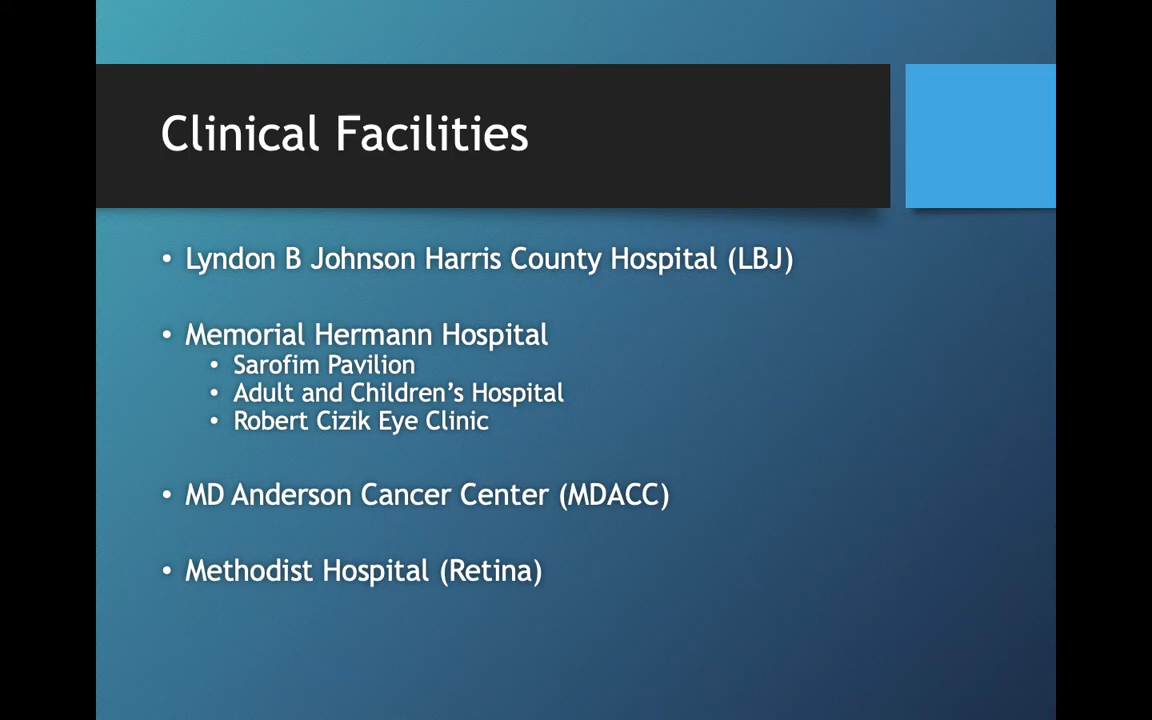 Clinical Facilities
• Lyndon B Johnson Harris County Hospital (LBJ)
• Memorial Hermann Hospital
• Sarofim Pavilion
• Adult and Children’s Hospital
• Robert Cizik Eye Clinic
• MD Anderson Cancer Center (MDACC)
• Methodist Hospital (Retina)